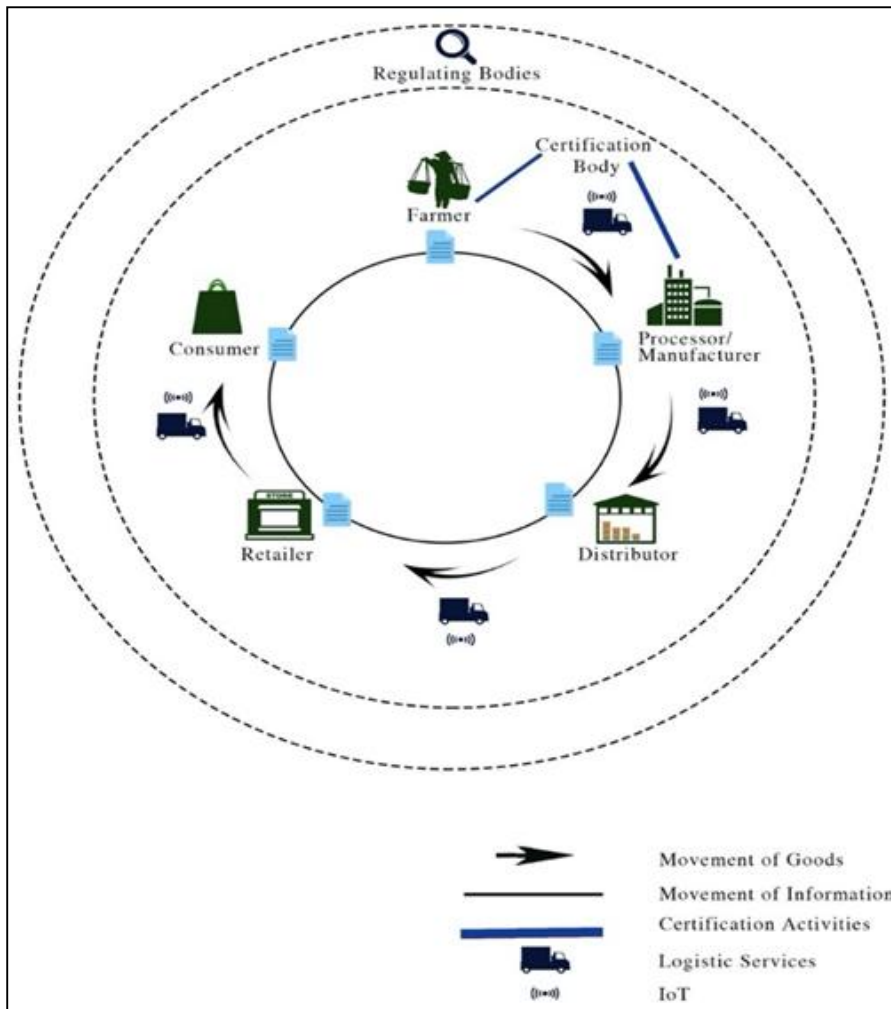 Regulating Bodies
Certification
Body
Farmer
Processor/
Manufacturer
Consumer
STORE
Retailer
Distributor
Movement of Goods
Movement of Information
Certification Activities
Logistic Services
IoT